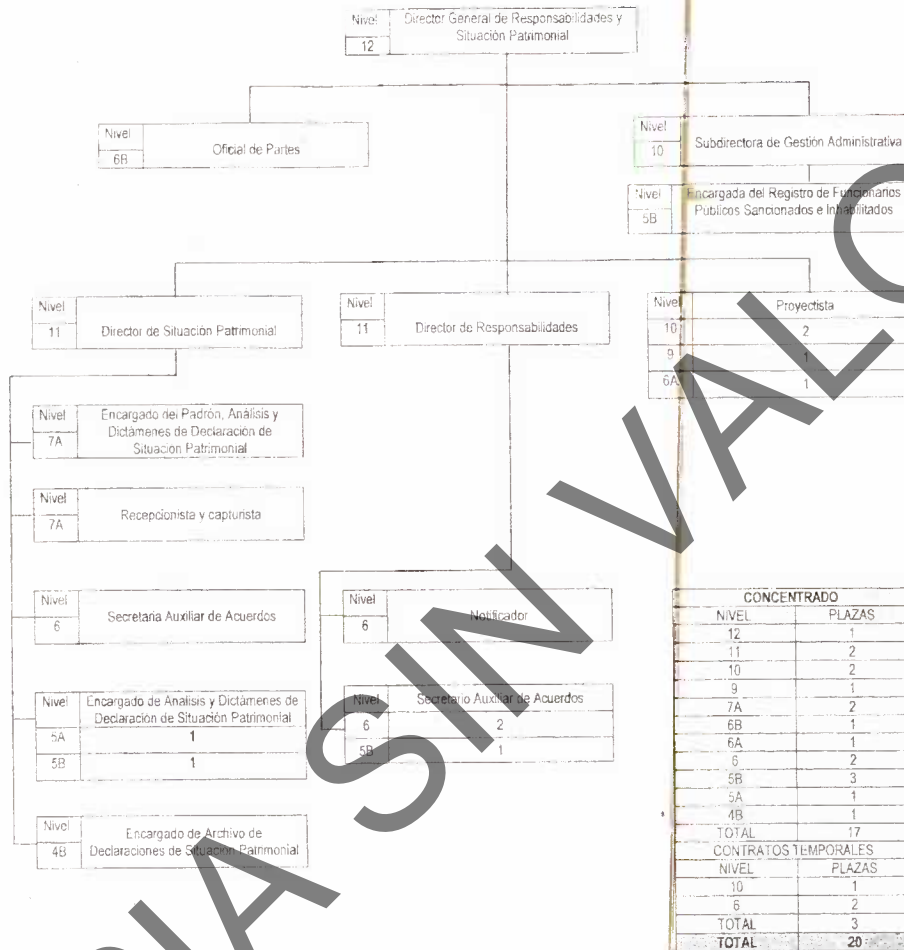 Nivel
12
Director General de Responsabilidades y
Situación Patrimonial
Nivel
6B
Oficial de Partes
Nivel
10
Subdirectora de Gestión Administrativa
Nivel
5B
Encargada del Registro de Funcionarios
Públicos Sancionados e Inhabilitados
Nivel
11
Director de Situación Patrimonial
Nivel
11
Director de Responsabilidades
Nivel Proyectista
10 2
9 1
6A 1
Nivel
7A
Encargado del Padrón, Análisis y
Dictámenes de Declaración de
Situación Patrimonial
Nivel
7A
Recepcionista y capturista
Nivel
6
Secretaria Auxiliar de Acuerdos
Nivel
6
Notificador
Nivel Encargado de Analisis y Dictámenes de
Declaración de Situación Patrimonial
5A 1
5B 1
Nivel Secretario Auxiliar de Acuerdos
6 2
5B 1
Nivel
4B
Encargado de Archivo de
Declaraciones de Situación Patrimonial
CONCENTRADO
NIVEL PLAZAS
12 1
11 2
10 2
9 1
7A 2
6B 1
6A 1
6 2
5B 3
5A 1
4B 1
TOTAL 17
CONTRATOS TEMPORALES
NIVEL PLAZAS
10 1
6 2
TOTAL 3
TOTAL 20
SIN